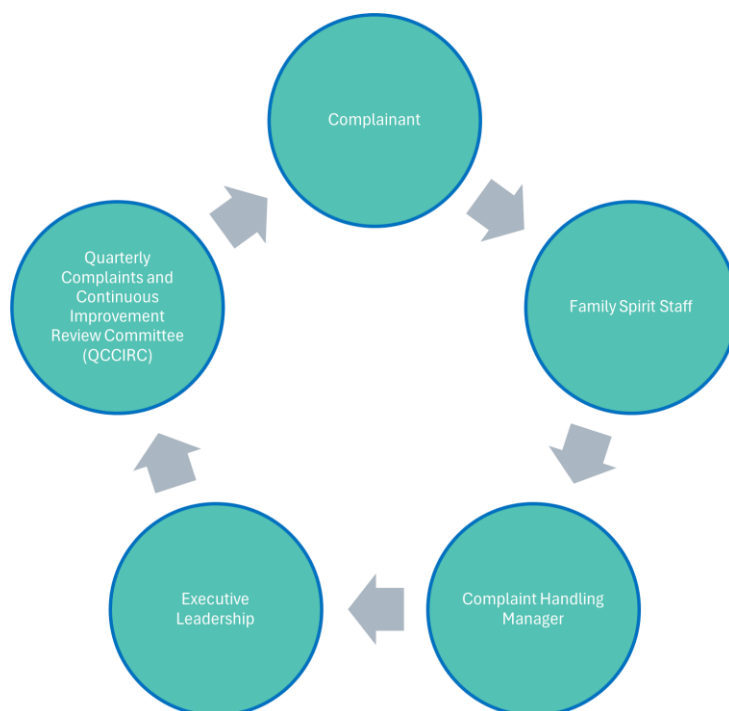 Complainant
Family Spirit Staff
Complaint Handling
Manager
Executive
Leadership
Quarterly
Complaints and
Continuous
Improvement
Review Committee
(QCCIRC)